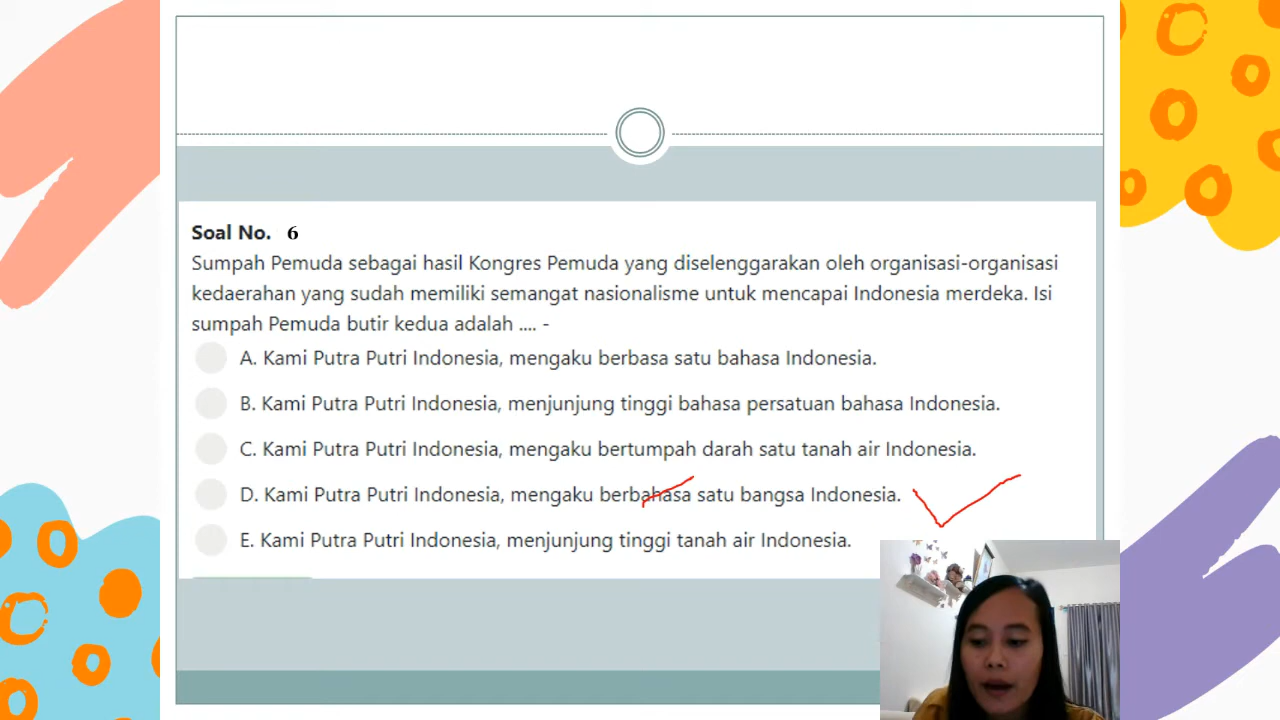 Soal No. 6
Sumpah Pemuda sebagai hasil Kongres Pemuda yang diselenggarakan oleh organisasi-organisasi
kedaerahan yang sudah memiliki semangat nasionalisme untuk mencapai Indonesia merdeka. Isi
sumpah Pemuda butir kedua adalah .... -
A. Kami Putra Putri Indonesia, mengaku berbasa satu bahasa Indonesia.
B. Kami Putra Putri Indonesia, menjunjung tinggi bahasa persatuan bahasa Indonesia.
C. Kami Putra Putri Indonesia, mengaku bertumpah darah satu tanah air Indonesia.
D. Kami Putra Putri Indonesia, mengaku berbahasa satu bangsa Indonesia.
E. Kami Putra Putri Indonesia, menjunjung tinggi tanah air Indonesia.